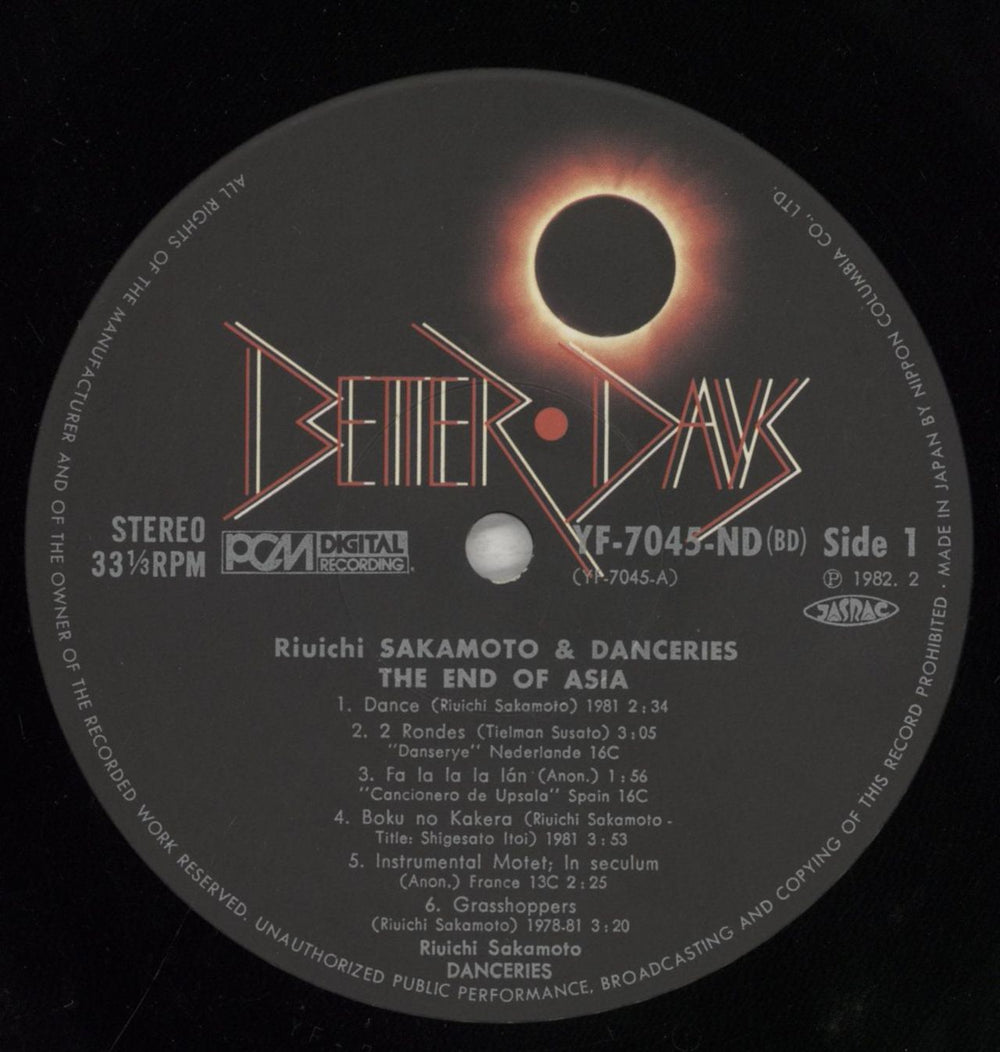 BETTER·DAYS
STEREO
33⅓RPM
PCM DIGITAL
RECORDING
YF-7045-ND (BD) Side 1
(YF-7045-A)
Ⓟ 1982. 2
JASRAC
Riuichi SAKAMOTO & DANCERIES
THE END OF ASIA
1. Dance (Riuichi Sakamoto) 1981 2:34
2. 2 Rondes (Tielman Susato) 3:05
"Danserye" Nederlande 16C
3. Fa la la la lán (Anon.) 1:56
"Cancionero de Upsala" Spain 16C
4. Boku no Kakera (Riuichi Sakamoto -
Title: Shigesato Itoi) 1981 3:53
5. Instrumental Motet; In seculum
(Anon.) France 13C 2:25
6. Grasshoppers
(Riuichi Sakamoto) 1978-81 3:20
Riuichi Sakamoto
DANCERIES
ALL RIGHTS OF THE MANUFACTURER AND OF THE OWNER OF THE RECORDED WORK RESERVED. UNAUTHORIZED PUBLIC PERFORMANCE, BROADCASTING AND COPYING OF THIS RECORD PROHIBITED · MADE IN JAPAN BY NIPPON COLUMBIA CO., LTD.